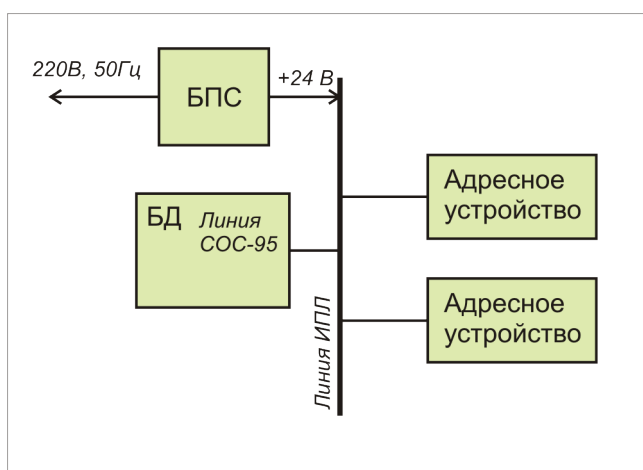 220В, 50Гц
БПС
+24 В
БД
Линия
СОС-95
Линия ИПЛ
Адресное
устройство
Адресное
устройство